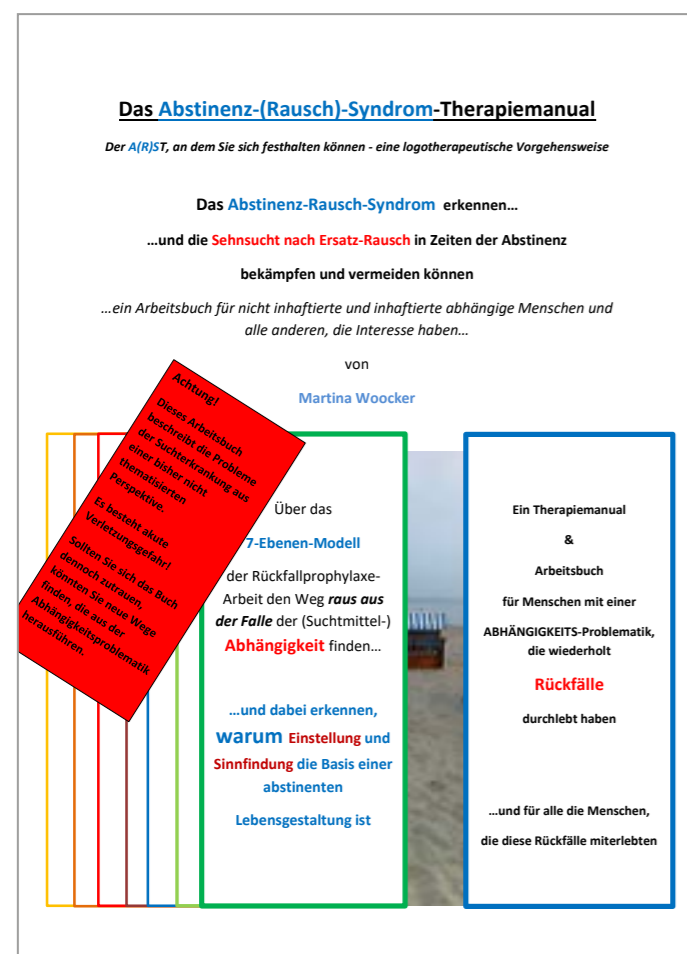 Das Abstinenz-(Rausch)-Syndrom-Therapiemanual
Der A(R)ST, an dem Sie sich festhalten können - eine logotherapeutische Vorgehensweise
Das Abstinenz-Rausch-Syndrom erkennen…
…und die Sehnsucht nach Ersatz-Rausch in Zeiten der Abstinenz
bekämpfen und vermeiden können
…ein Arbeitsbuch für nicht inhaftierte und inhaftierte abhängige Menschen und
alle anderen, die Interesse haben…
von
Martina Woocker
Achtung!
Dieses Arbeitsbuch
beschreibt die Probleme
der Suchterkrankung aus
einer bisher nicht
thematisierten
Perspektive.
Es besteht akute
Verletzungsgefahr!
Sollten Sie sich das Buch
dennoch zutrauen,
könnten Sie neue Wege
finden, die aus der
Abhängigkeitsproblematik
herausführen.
Über das
7-Ebenen-Modell
der Rückfallprophylaxe-
Arbeit den Weg raus aus
der Falle der (Suchtmittel-)
Abhängigkeit finden…
…und dabei erkennen,
warum Einstellung und
Sinnfindung die Basis einer
abstinenten
Lebensgestaltung ist
Ein Therapiemanual
&
Arbeitsbuch
für Menschen mit einer
ABHÄNGIGKEITS-Problematik,
die wiederholt
Rückfälle
durchlebt haben
…und für alle die Menschen,
die diese Rückfälle miterlebten